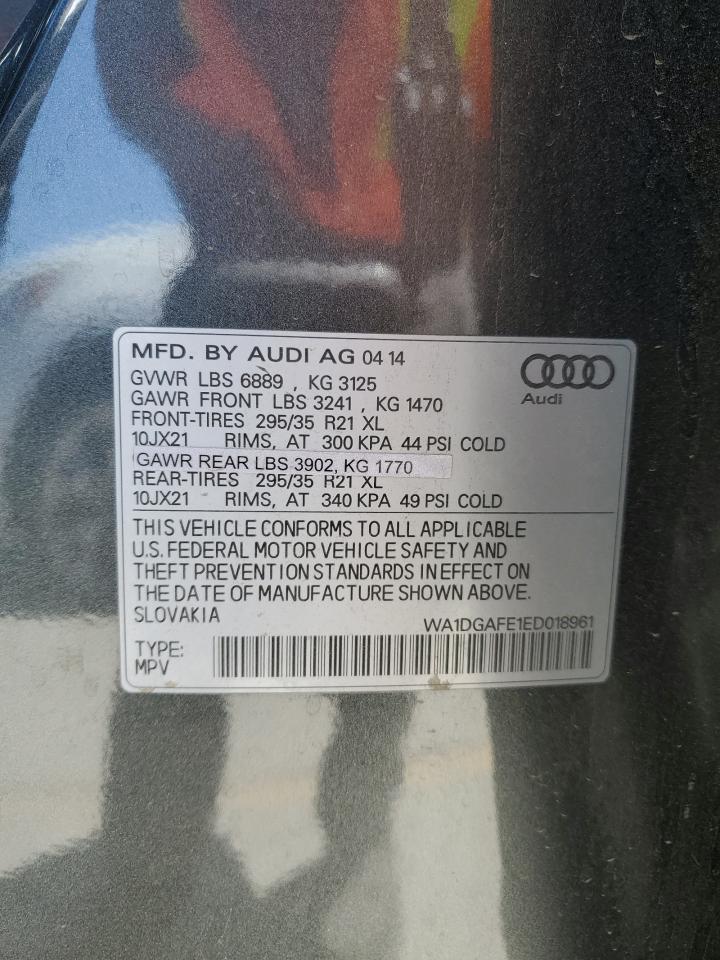 MFD. BY AUDI AG 04 14
GVWR LBS 6889 , KG 3125
GAWR FRONT LBS 3241 , KG 1470
FRONT-TIRES 295/35 R21 XL
10JX21 RIMS, AT 300 KPA 44 PSI COLD
GAWR REAR LBS 3902, KG 1770
REAR-TIRES 295/35 R21 XL
10JX21 RIMS, AT 340 KPA 49 PSI COLD
Audi
THIS VEHICLE CONFORMS TO ALL APPLICABLE
U.S. FEDERAL MOTOR VEHICLE SAFETY AND
THEFT PREVENTION STANDARDS IN EFFECT ON
THE DATE OF MANUFACTURE SHOWN ABOVE.
SLOVAKIA
WA1DGAFE1ED018961
TYPE:
MPV